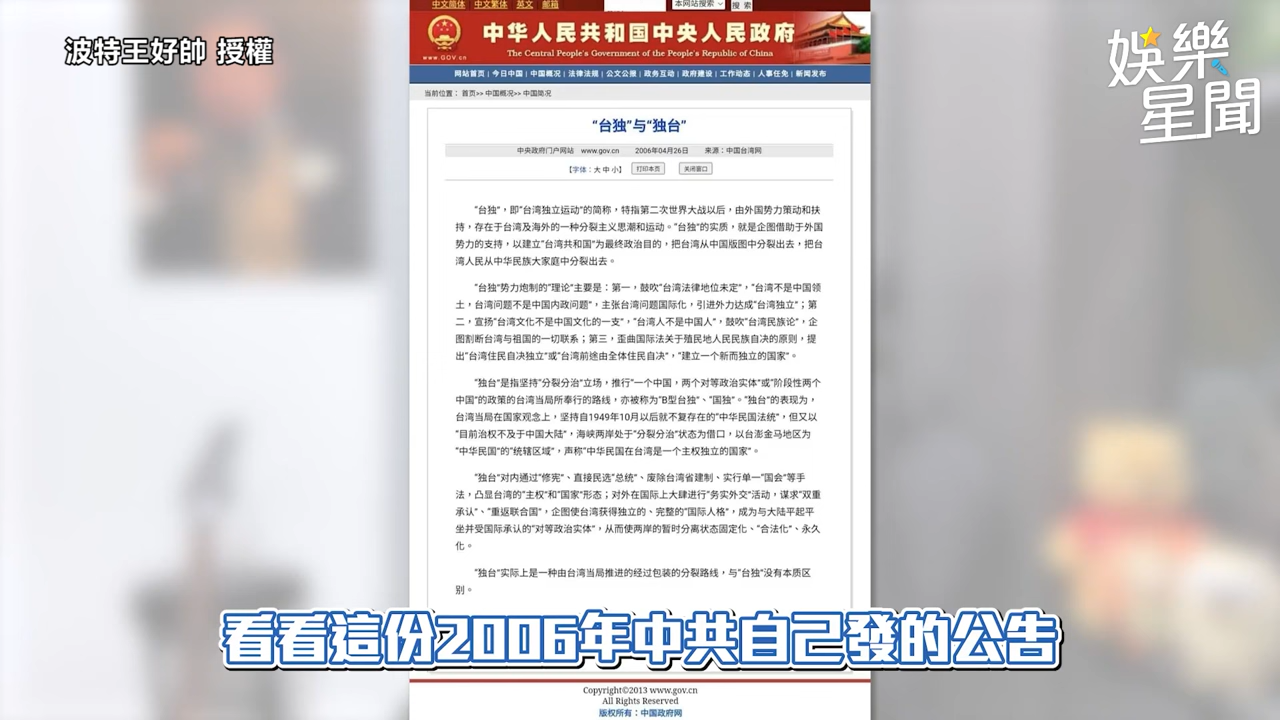 中文简体 中文繁体 英文 邮箱 本网站搜索 搜 索
波特王好帥 授權
娛樂
星聞
中华人民共和国中央人民政府
www.GOV.cn The Central People's Government of the People's Republic of China
网站首页 | 今日中国 | 中国概况 | 法律法规 | 公文公报 | 政务互动 | 政府建设 | 工作动态 | 人事任免 | 新闻发布
当前位置： 首页>> 中国概况>> 中国简况
“台独”与“独台”
中央政府门户网站 www.gov.cn 2006年04月26日 来源：中国台湾网
【字体：大 中 小】 打印本页 关闭窗口
“台独”，即“台湾独立运动”的简称，特指第二次世界大战以后，由外国势力策动和扶
持，存在于台湾及海外的一种分裂主义思潮和运动。“台独”的实质，就是企图借助于外国
势力的支持，以建立“台湾共和国”为最终政治目的，把台湾从中国版图中分裂出去，把台
湾人民从中华民族大家庭中分裂出去。
“台独”势力炮制的“理论”主要是：第一，鼓吹“台湾法律地位未定”，“台湾不是中国领
土，台湾问题不是中国内政问题”，主张台湾问题国际化，引进外力达成“台湾独立”；第
二，宣扬“台湾文化不是中国文化的一支”，“台湾人不是中国人”，鼓吹“台湾民族论”，企
图割断台湾与祖国的一切联系；第三，歪曲国际法关于殖民地人民民族自决的原则，提
出“台湾住民自决独立”或“台湾前途由全体住民自决”，“建立一个新而独立的国家”。
“独台”是指坚持“分裂分治”立场，推行“一个中国，两个对等政治实体”或“阶段性两个
中国”的政策的台湾当局所奉行的路线，亦被称为“B型台独”、“国独”。“独台”的表现为，
台湾当局在国家观念上，坚持自1949年10月以后就不复存在的“中华民国法统”，但又以
“目前治权不及于中国大陆”，海峡两岸处于“分裂分治”状态为借口，以台澎金马地区为
“中华民国”的“统辖区域”，声称“中华民国在台湾是一个主权独立的国家”。
“独台”对内通过“修宪”、直接民选“总统”、废除台湾省建制、实行单一“国会”等手
法，凸显台湾的“主权”和“国家”形态；对外在国际上大肆进行“务实外交”活动，谋求“双重
承认”、“重返联合国”，企图使台湾获得独立的、完整的“国际人格”，成为与大陆平起平
坐并受国际承认的“对等政治实体”，从而使两岸的暂时分离状态固定化、“合法化”、永久
化。
“独台”实际上是一种由台湾当局推进的经过包装的分裂路线，与“台独”没有本质区
别。
看看這份2006年中共自己發的公告
Copyright©2013 www.gov.cn
All Rights Reserved
版权所有：中国政府网